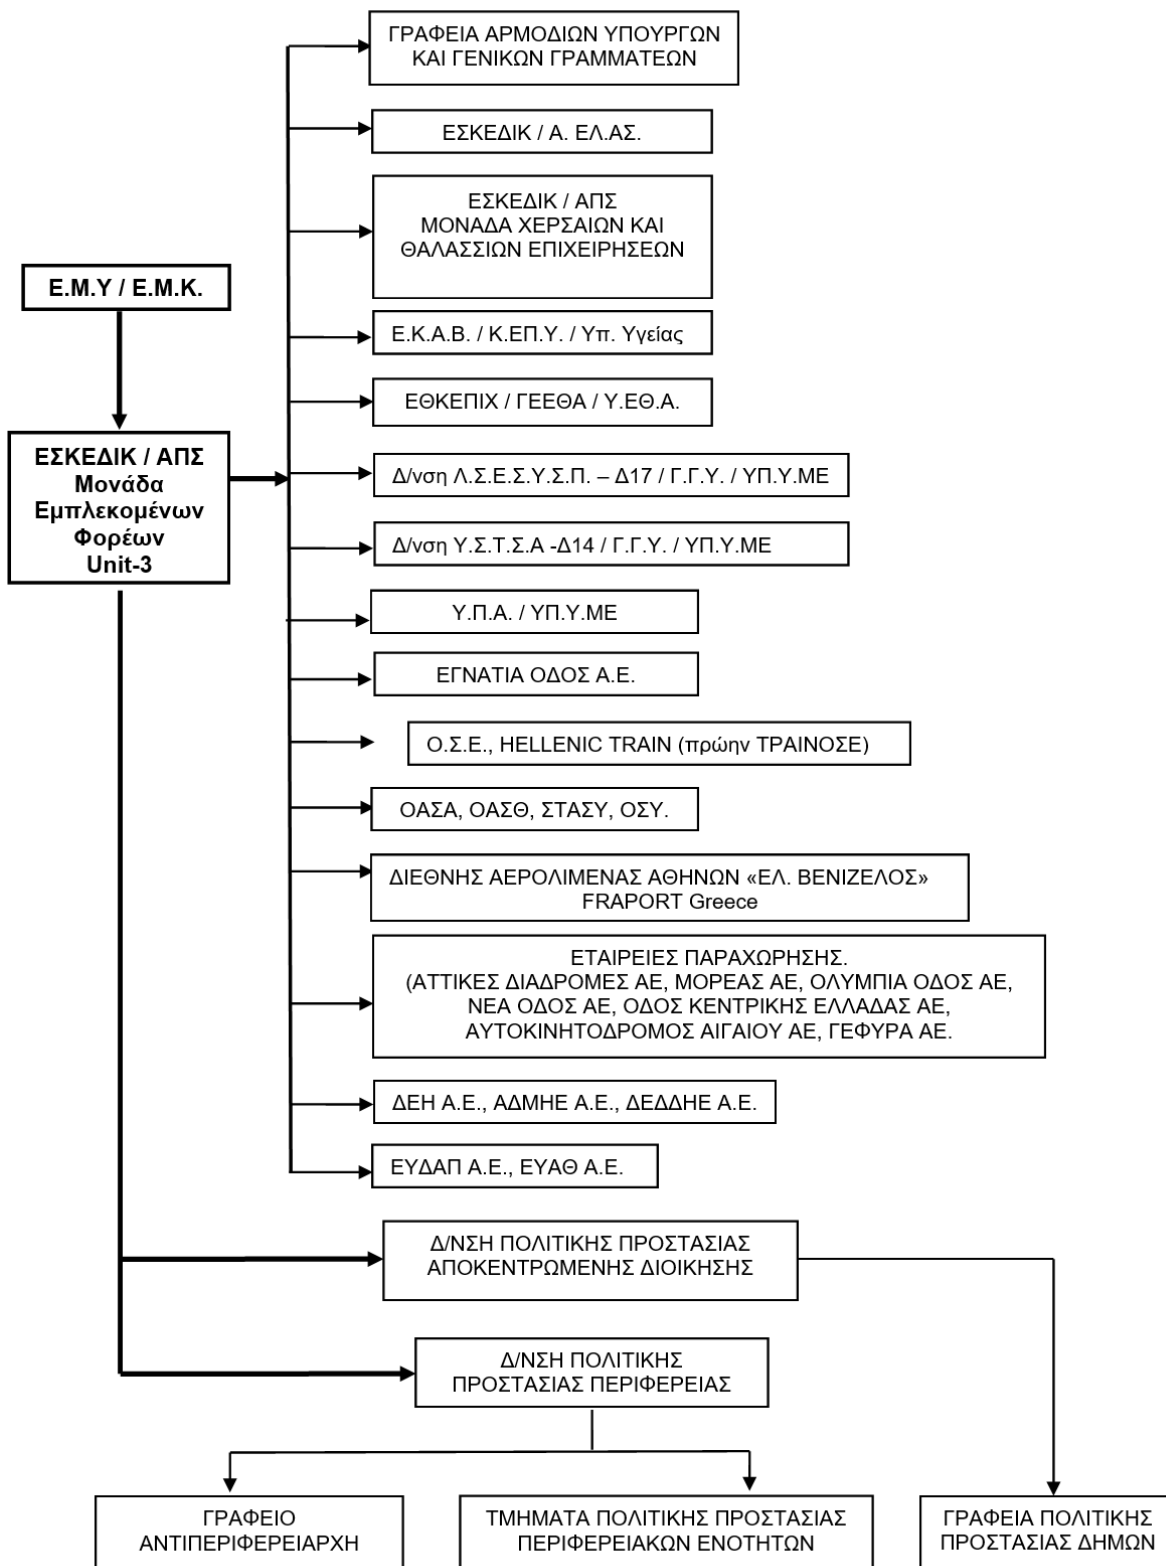 ΓΡΑΦΕΙΑ ΑΡΜΟΔΙΩΝ ΥΠΟΥΡΓΩΝ
ΚΑΙ ΓΕΝΙΚΩΝ ΓΡΑΜΜΑΤΕΩΝ
ΕΣΚΕΔΙΚ / Α. ΕΛ.ΑΣ.
ΕΣΚΕΔΙΚ / ΑΠΣ
ΜΟΝΑΔΑ ΧΕΡΣΑΙΩΝ ΚΑΙ
ΘΑΛΑΣΣΙΩΝ ΕΠΙΧΕΙΡΗΣΕΩΝ
Ε.Μ.Υ / Ε.Μ.Κ.
Ε.Κ.Α.Β. / Κ.ΕΠ.Υ. / Υπ. Υγείας
ΕΘΚΕΠΙΧ / ΓΕΕΘΑ / Υ.ΕΘ.Α.
ΕΣΚΕΔΙΚ / ΑΠΣ
Μονάδα
Εμπλεκομένων
Φορέων
Unit-3
Δ/νση Λ.Σ.Ε.Σ.Υ.Σ.Π. – Δ17 / Γ.Γ.Υ. / ΥΠ.Υ.ΜΕ
Δ/νση Υ.Σ.Τ.Σ.Α -Δ14 / Γ.Γ.Υ. / ΥΠ.Υ.ΜΕ
Υ.Π.Α. / ΥΠ.Υ.ΜΕ
ΕΓΝΑΤΙΑ ΟΔΟΣ Α.Ε.
Ο.Σ.Ε., HELLENIC TRAIN (πρώην ΤΡΑΙΝΟΣΕ)
ΟΑΣΑ, ΟΑΣΘ, ΣΤΑΣΥ, ΟΣΥ.
ΔΙΕΘΝΗΣ ΑΕΡΟΛΙΜΕΝΑΣ ΑΘΗΝΩΝ «ΕΛ. ΒΕΝΙΖΕΛΟΣ»
FRAPORT Greece
ΕΤΑΙΡΕΙΕΣ ΠΑΡΑΧΩΡΗΣΗΣ.
(ΑΤΤΙΚΕΣ ΔΙΑΔΡΟΜΕΣ ΑΕ, ΜΟΡΕΑΣ ΑΕ, ΟΛΥΜΠΙΑ ΟΔΟΣ ΑΕ,
ΝΕΑ ΟΔΟΣ ΑΕ, ΟΔΟΣ ΚΕΝΤΡΙΚΗΣ ΕΛΛΑΔΑΣ ΑΕ,
ΑΥΤΟΚΙΝΗΤΟΔΡΟΜΟΣ ΑΙΓΑΙΟΥ ΑΕ, ΓΕΦΥΡΑ ΑΕ.
ΔΕΗ Α.Ε., ΑΔΜΗΕ Α.Ε., ΔΕΔΔΗΕ Α.Ε.
ΕΥΔΑΠ Α.Ε., ΕΥΑΘ Α.Ε.
Δ/ΝΣΗ ΠΟΛΙΤΙΚΗΣ ΠΡΟΣΤΑΣΙΑΣ
ΑΠΟΚΕΝΤΡΩΜΕΝΗΣ ΔΙΟΙΚΗΣΗΣ
Δ/ΝΣΗ ΠΟΛΙΤΙΚΗΣ
ΠΡΟΣΤΑΣΙΑΣ ΠΕΡΙΦΕΡΕΙΑΣ
ΓΡΑΦΕΙΟ
ΑΝΤΙΠΕΡΙΦΕΡΕΙΑΡΧΗ
ΤΜΗΜΑΤΑ ΠΟΛΙΤΙΚΗΣ ΠΡΟΣΤΑΣΙΑΣ
ΠΕΡΙΦΕΡΕΙΑΚΩΝ ΕΝΟΤΗΤΩΝ
ΓΡΑΦΕΙΑ ΠΟΛΙΤΙΚΗΣ
ΠΡΟΣΤΑΣΙΑΣ ΔΗΜΩΝ